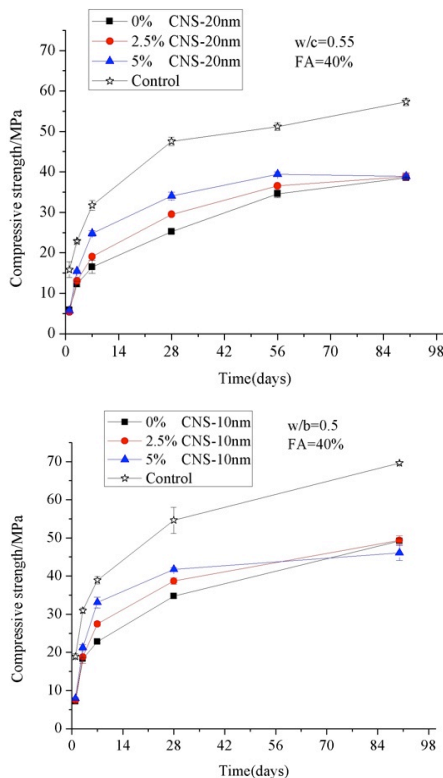 0% CNS-20nm
2.5% CNS-20nm
5% CNS-20nm
Control
w/c=0.55
FA=40%
70
60
50
40
30
20
10
0
Compressive strength/MPa
0 14 28 42 56 70 84 98
Time(days)
0% CNS-10nm
2.5% CNS-10nm
5% CNS-10nm
Control
w/b=0.5
FA=40%
70
60
50
40
30
20
10
0
Compressive strength/MPa
0 14 28 42 56 70 84 98
Time(days)